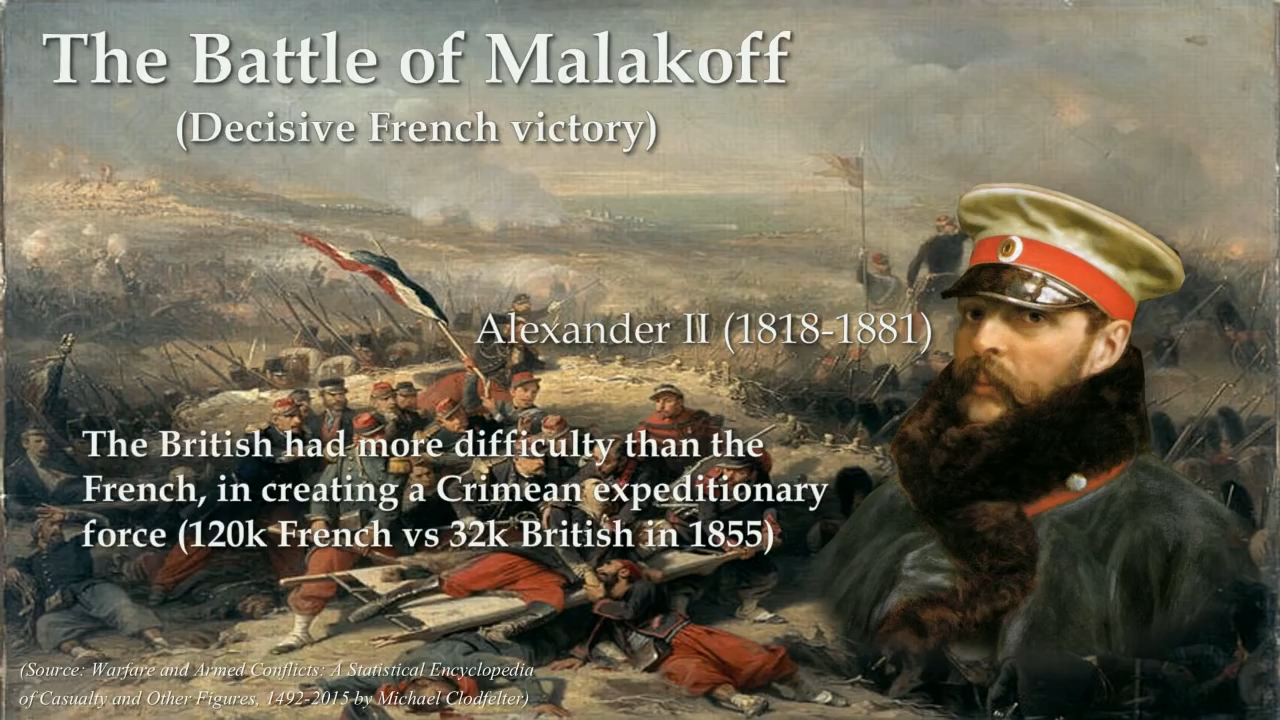 The Battle of Malakoff
(Decisive French victory)
Alexander II (1818-1881)
The British had more difficulty than the
French, in creating a Crimean expeditionary
force (120k French vs 32k British in 1855)
(Source: Warfare and Armed Conflicts: A Statistical Encyclopedia
of Casualty and Other Figures, 1492-2015 by Michael Clodfelter)